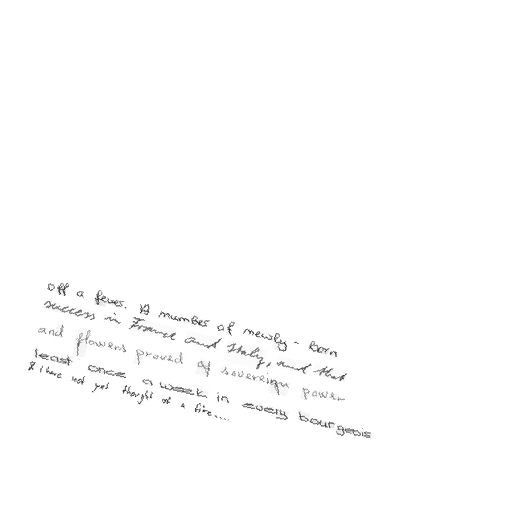 off a fever. A number of newly - born
success in France and Italy, and that
and flowers proved of sovereign power
least once a week in every bourgeois
I have not yet thought of a fire....